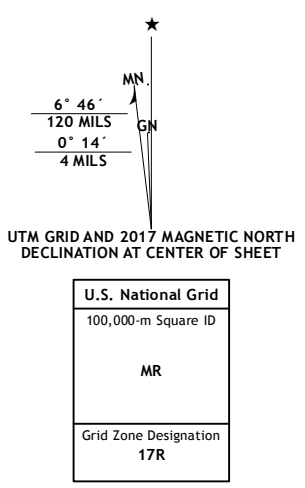 ★
MN
6° 46´
120 MILS
GN
0° 14´
4 MILS
UTM GRID AND 2017 MAGNETIC NORTH
DECLINATION AT CENTER OF SHEET
U.S. National Grid
100,000-m Square ID
MR
Grid Zone Designation
17R